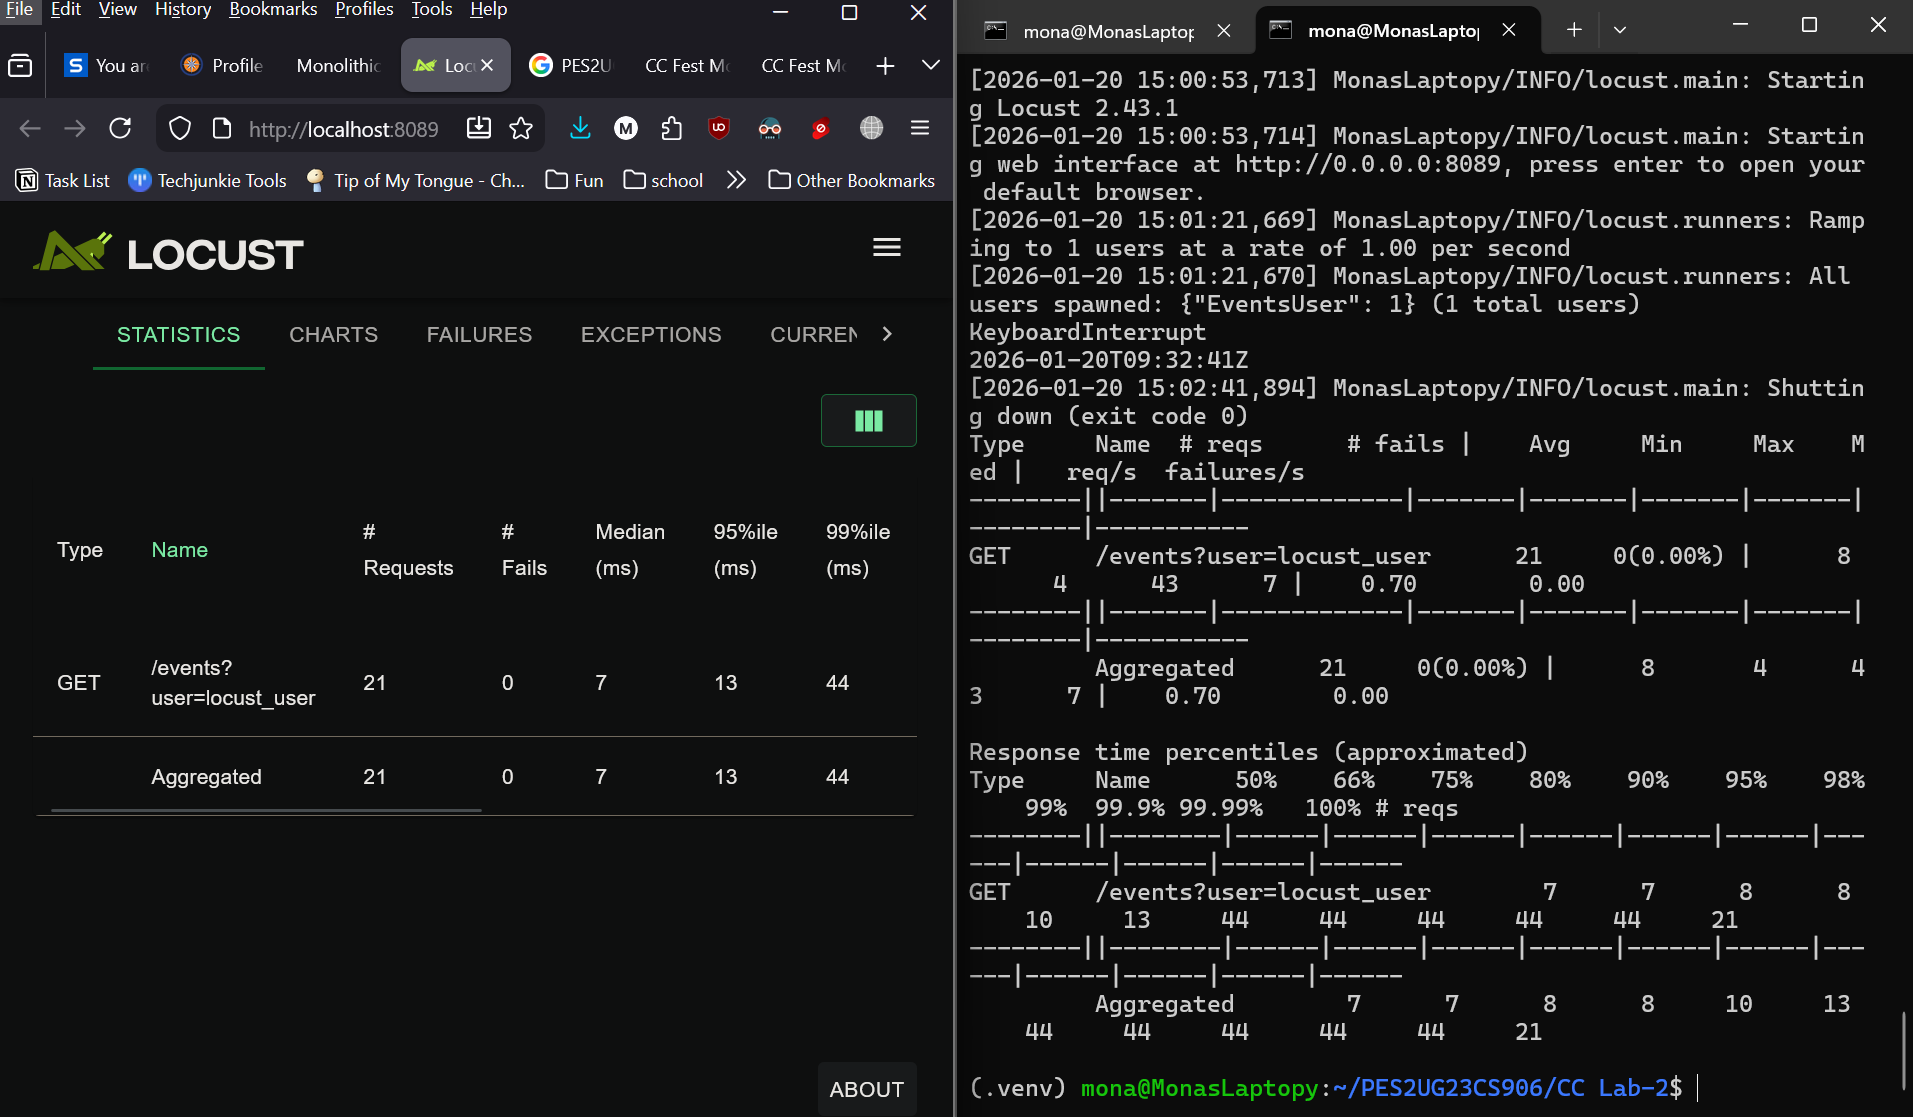 File Edit View History Bookmarks Profiles Tools Help
You are Profile Monolithic Loc PES2U CC Fest Mo CC Fest Mo
http://localhost:8089
Task List Techjunkie Tools Tip of My Tongue - Ch... Fun school Other Bookmarks
LOCUST
STATISTICS CHARTS FAILURES EXCEPTIONS CURREN
Type Name # Requests # Fails Median (ms) 95%ile (ms) 99%ile (ms)
GET /events?user=locust_user 21 0 7 13 44
Aggregated 21 0 7 13 44
ABOUT
mona@MonasLaptop mona@MonasLaptop
[2026-01-20 15:00:53,713] MonasLaptopy/INFO/locust.main: Startin
g Locust 2.43.1
[2026-01-20 15:00:53,714] MonasLaptopy/INFO/locust.main: Startin
g web interface at http://0.0.0.0:8089, press enter to open your
default browser.
[2026-01-20 15:01:21,669] MonasLaptopy/INFO/locust.runners: Ramp
ing to 1 users at a rate of 1.00 per second
[2026-01-20 15:01:21,670] MonasLaptopy/INFO/locust.runners: All
users spawned: {"EventsUser": 1} (1 total users)
KeyboardInterrupt
2026-01-20T09:32:41Z
[2026-01-20 15:02:41,894] MonasLaptopy/INFO/locust.main: Shuttin
g down (exit code 0)
Type     Name  # reqs      # fails |    Avg     Min     Max    M
ed |   req/s  failures/s
--------||-------|-------------|-------|-------|-------|-------|
--------|-----------
GET      /events?user=locust_user      21     0(0.00%) |      8
      4      43      7 |    0.70        0.00
--------||-------|-------------|-------|-------|-------|-------|
--------|-----------
         Aggregated      21     0(0.00%) |      8       4      4
3      7 |    0.70        0.00
Response time percentiles (approximated)
Type     Name      50%    66%    75%    80%    90%    95%    98%
    99%  99.9% 99.99%   100% # reqs
--------||--------|------|------|------|------|------|------|---
---|------|------|------|------
GET      /events?user=locust_user        7      7      8      8
    10     13     44     44     44     44     44     21
--------||--------|------|------|------|------|------|------|---
---|------|------|------|------
         Aggregated        7      7      8      8     10     13
    44     44     44     44     44     21
(.venv) mona@MonasLaptopy:~/PES2UG23CS906/CC Lab-2$